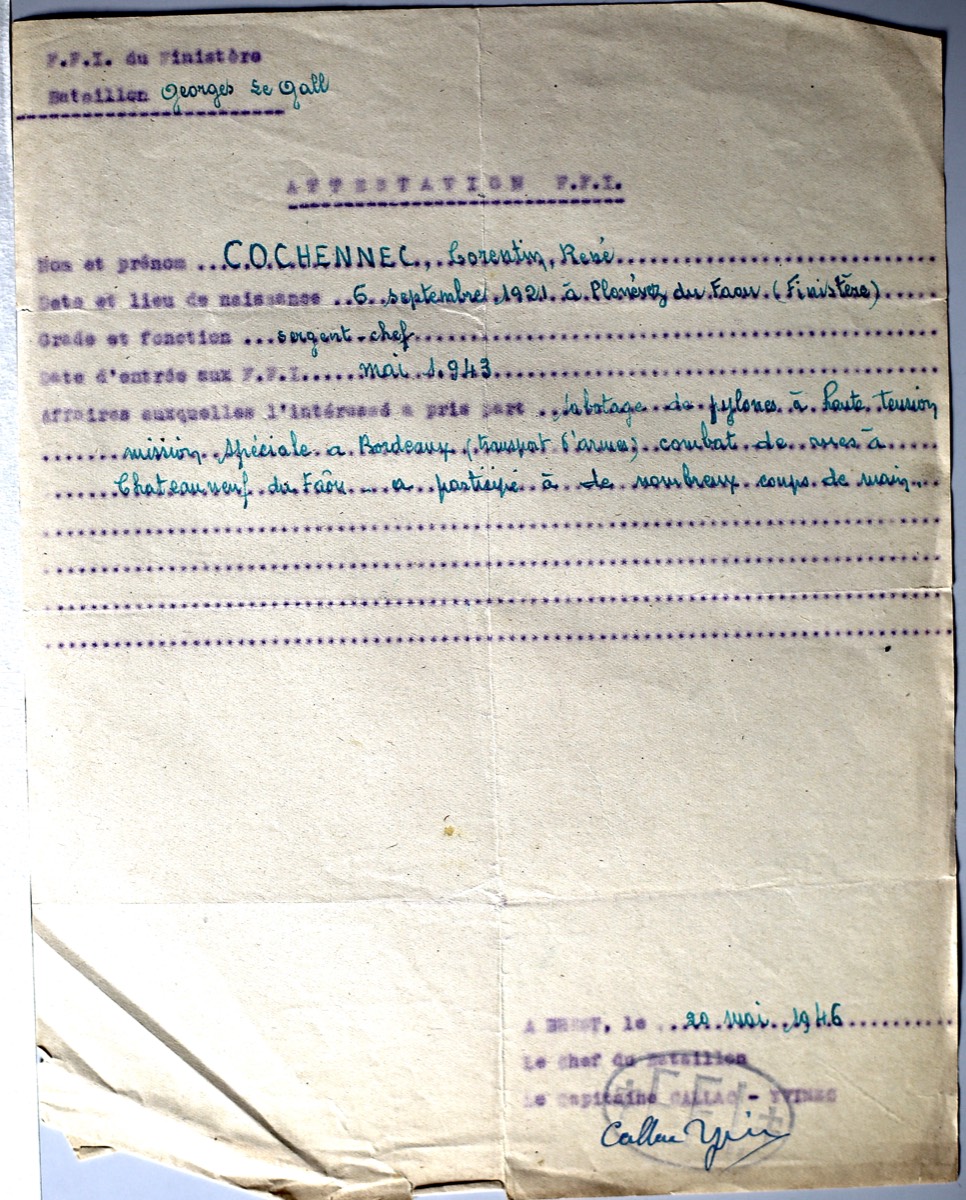 F.F.I. du Finistère
Bataillon Georges Le Gall
ATTESTATION F.F.I.
Nom et prénom ...COCHENNEC, Corentin, René
Date et lieu de naissance ..6 septembre 1921 à Plonévez du Faou (Finistère)
Grade et fonction ...sergent-chef
Date d'entrée aux F.F.I.....mai 1943
Affaires auxquelles l'intéressé a pris part ..sabotage de pylones à haute tension
mission spéciale a Bordeaux (transport d'armes) combat de rues à
Chateauneuf du Faôu a participé à de nombreux coups de main
A BREST, le ...20 mai 1946
Le Chef du Bataillon
Le Capitaine CALLAC - YVINEC
F F I
Callac Yvin